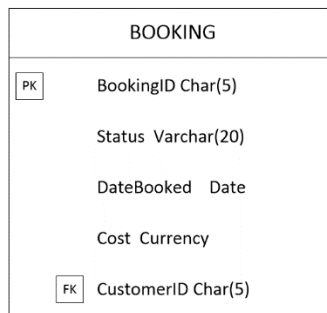 BOOKING
PK BookingID Char(5)
Status Varchar(20)
DateBooked Date
Cost Currency
FK CustomerID Char(5)